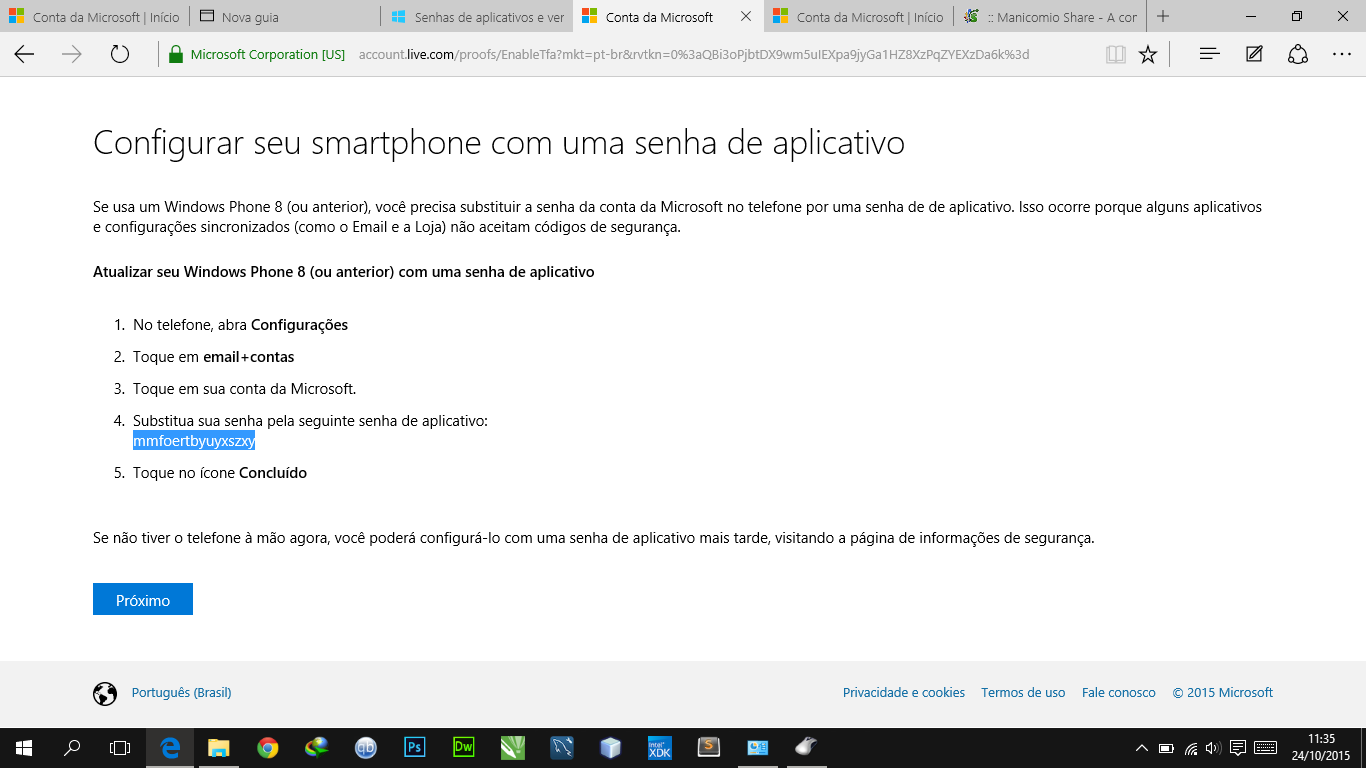 Conta da Microsoft | Início
Nova guia
Senhas de aplicativos e ver
Conta da Microsoft
Conta da Microsoft | Início
:: Manicomio Share - A cor
Microsoft Corporation [US]
account.live.com/proofs/EnableTfa?mkt=pt-br&rvtkn=0%3aQBi3oPjbtDX9wm5uIEXpa9jyGa1HZ8XzPqZYEXzDa6k%3d
Configurar seu smartphone com uma senha de aplicativo
Se usa um Windows Phone 8 (ou anterior), você precisa substituir a senha da conta da Microsoft no telefone por uma senha de de aplicativo. Isso ocorre porque alguns aplicativos
e configurações sincronizados (como o Email e a Loja) não aceitam códigos de segurança.
Atualizar seu Windows Phone 8 (ou anterior) com uma senha de aplicativo
1. No telefone, abra Configurações
2. Toque em email+contas
3. Toque em sua conta da Microsoft.
4. Substitua sua senha pela seguinte senha de aplicativo:
mmfoertbyuyxszxy
5. Toque no ícone Concluído
Se não tiver o telefone à mão agora, você poderá configurá-lo com uma senha de aplicativo mais tarde, visitando a página de informações de segurança.
Próximo
Português (Brasil)
Privacidade e cookies
Termos de uso
Fale conosco
© 2015 Microsoft
qb
Ps
Dw
intel
XDK
S
11:35
24/10/2015